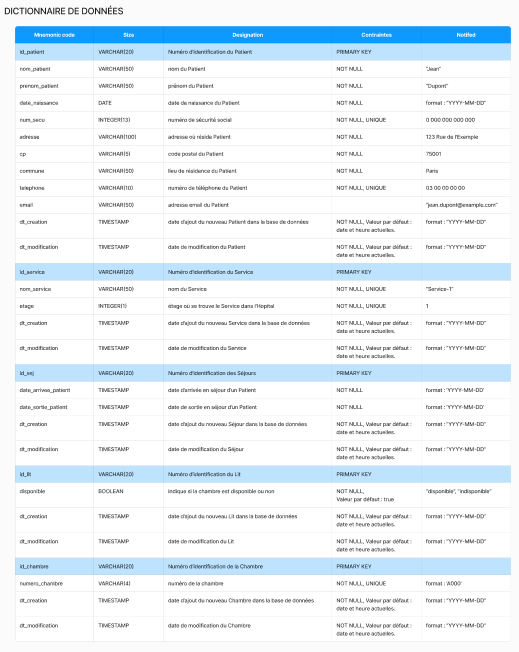 DICTIONNAIRE DE DONNÉES
Mnemonic code Size Designation Contraintes Notifed
id_patient VARCHAR(20) Numéro d'identification du Patient PRIMARY KEY
nom_patient VARCHAR(50) nom du Patient NOT NULL "Jean"
prenom_patient VARCHAR(50) prénom du Patient NOT NULL "Dupont"
date_naissance DATE date de naissance du Patient NOT NULL format : "YYYY-MM-DD"
num_secu INTEGER(13) numéro de sécurité social NOT NULL, UNIQUE 0 000 000 000 000
adresse VARCHAR(100) adresse où réside Patient NOT NULL 123 Rue de l'Exemple
cp VARCHAR(5) code postal du Patient NOT NULL 75001
commune VARCHAR(50) lieu de résidence du Patient NOT NULL Paris
telephone VARCHAR(10) numéro de téléphone du Patient NOT NULL, UNIQUE 03 00 00 00 00
email VARCHAR(50) adresse email du Patient "jean.dupont@example.com"
dt_creation TIMESTAMP date d'ajout du nouveau Patient dans la base de données NOT NULL, Valeur par défaut : format : "YYYY-MM-DD"
date et heure actuelles.
dt_modification TIMESTAMP date de modification du Patient NOT NULL, Valeur par défaut : format : "YYYY-MM-DD"
date et heure actuelles.
id_service VARCHAR(20) Numéro d'identification du Service PRIMARY KEY
nom_service VARCHAR(50) nom du Service NOT NULL, UNIQUE "Service-1"
etage INTEGER(1) étage où se trouve le Service dans l'Hopital NOT NULL, UNIQUE 1
dt_creation TIMESTAMP date d'ajout du nouveau Service dans la base de données NOT NULL, Valeur par défaut : format : "YYYY-MM-DD"
date et heure actuelles.
dt_modification TIMESTAMP date de modification du Service NOT NULL, Valeur par défaut : format : "YYYY-MM-DD"
date et heure actuelles.
id_sej VARCHAR(20) Numéro d'identification des Séjours PRIMARY KEY
date_arrivee_patient TIMESTAMP date d'arrivée en séjour d'un Patient NOT NULL format : 'YYYY-MM-DD'
date_sortie_patient TIMESTAMP date de sortie en séjour d'un Patient NOT NULL format : 'YYYY-MM-DD'
dt_creation TIMESTAMP date d'ajout du nouveau Séjour dans la base de données NOT NULL, Valeur par défaut : format : "YYYY-MM-DD"
date et heure actuelles.
dt_modification TIMESTAMP date de modification du Séjour NOT NULL, Valeur par défaut : format : "YYYY-MM-DD"
date et heure actuelles.
id_lit VARCHAR(20) Numéro d'identification du Lit PRIMARY KEY
disponible BOOLEAN indique si la chambre est disponible ou non NOT NULL, "disponible", "indisponible"
Valeur par défaut : true
dt_creation TIMESTAMP date d'ajout du nouveau Lit dans la base de données NOT NULL, Valeur par défaut : format : "YYYY-MM-DD"
date et heure actuelles.
dt_modification TIMESTAMP date de modification du Lit NOT NULL, Valeur par défaut : format : "YYYY-MM-DD"
date et heure actuelles.
id_chambre VARCHAR(20) Numéro d'identification de la Chambre PRIMARY KEY
numero_chambre VARCHAR(4) numéro de la chambre NOT NULL, UNIQUE format : 'A000'
dt_creation TIMESTAMP date d'ajout du nouveau Chambre dans la base de données NOT NULL, Valeur par défaut : format : "YYYY-MM-DD"
date et heure actuelles.
dt_modification TIMESTAMP date de modification du Chambre NOT NULL, Valeur par défaut : format : "YYYY-MM-DD"
date et heure actuelles.